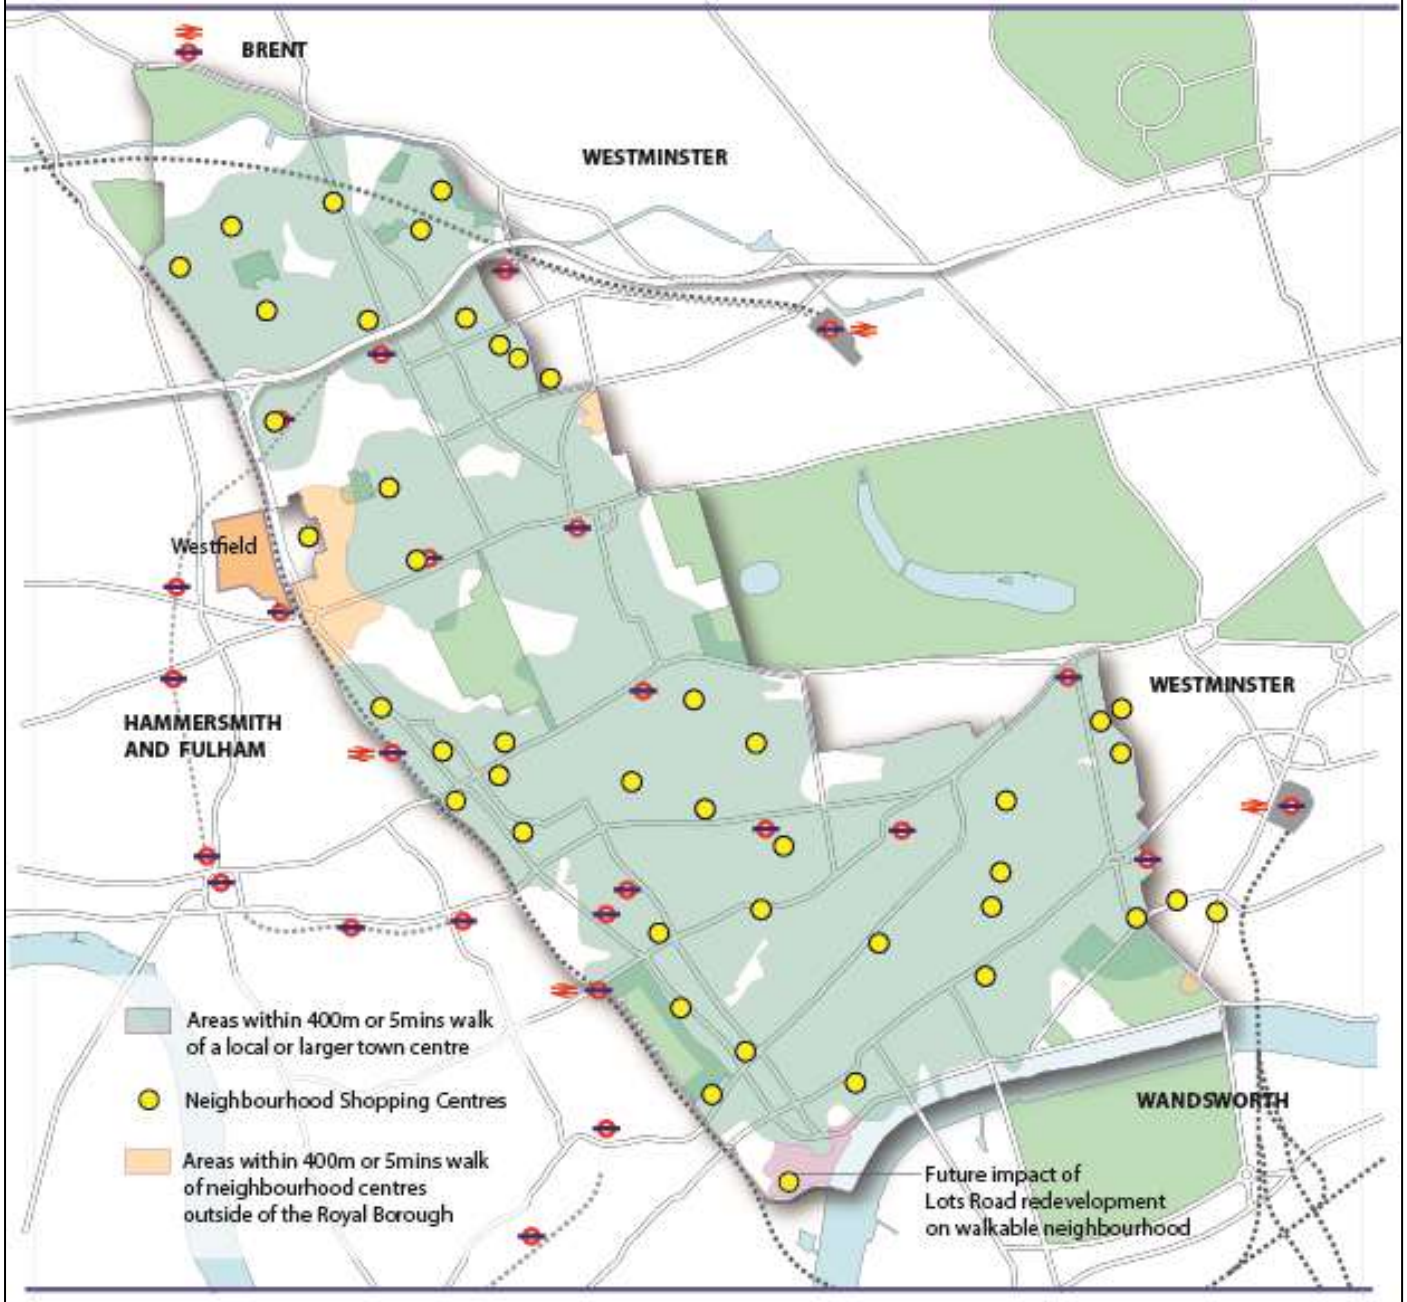 BRENT
WESTMINSTER
Westfield
WESTMINSTER
HAMMERSMITH
AND FULHAM
Areas within 400m or 5mins walk
of a local or larger town centre
Neighbourhood Shopping Centres
WANDSWORTH
Areas within 400m or 5mins walk
of neighbourhood centres
outside of the Royal Borough
Future impact of
Lots Road redevelopment
on walkable neighbourhood